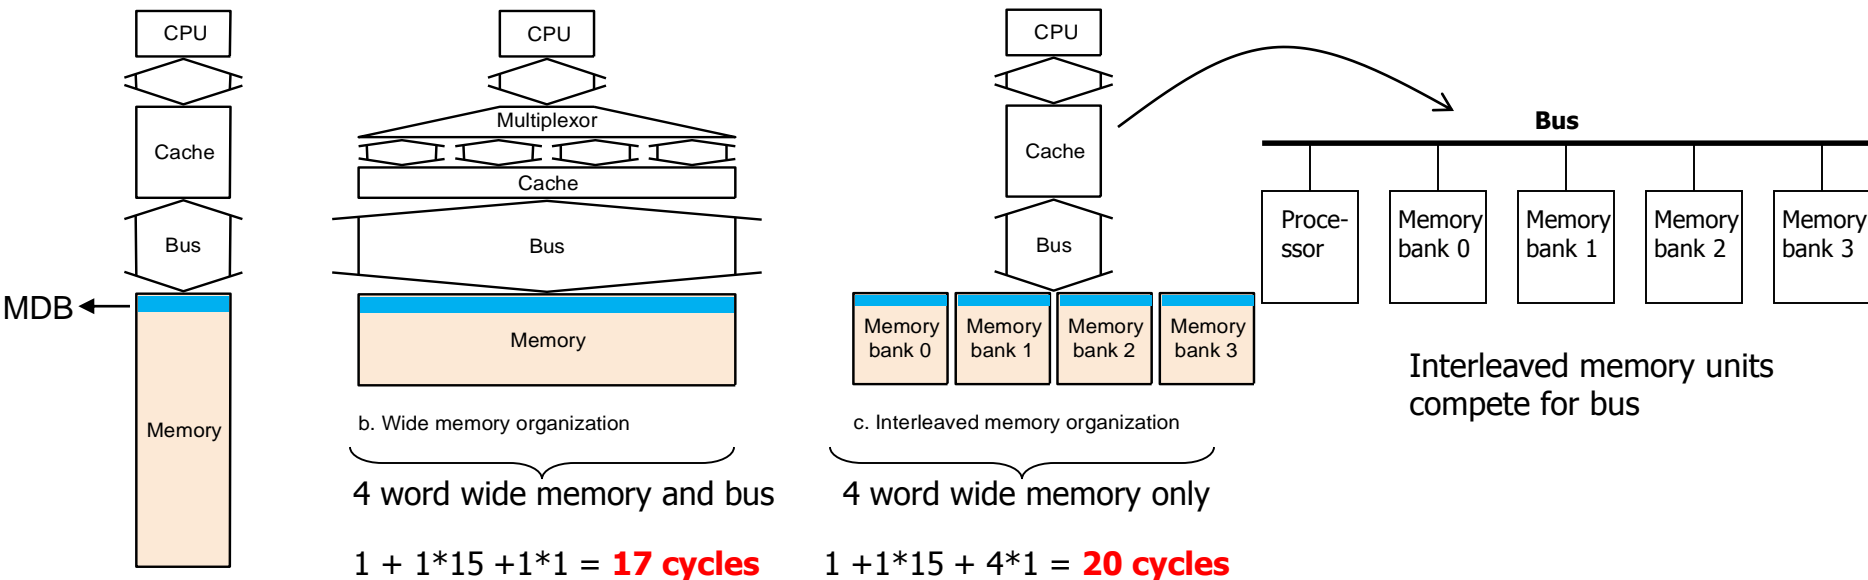 CPU
Cache
Bus
MDB
Memory
CPU
Multiplexor
Cache
Bus
Memory
b. Wide memory organization
4 word wide memory and bus
1 + 1*15 +1*1 = 17 cycles
CPU
Cache
Bus
Memory
bank 0
Memory
bank 1
Memory
bank 2
Memory
bank 3
c. Interleaved memory organization
4 word wide memory only
1 +1*15 + 4*1 = 20 cycles
Bus
Proce-
ssor
Memory
bank 0
Memory
bank 1
Memory
bank 2
Memory
bank 3
Interleaved memory units
compete for bus